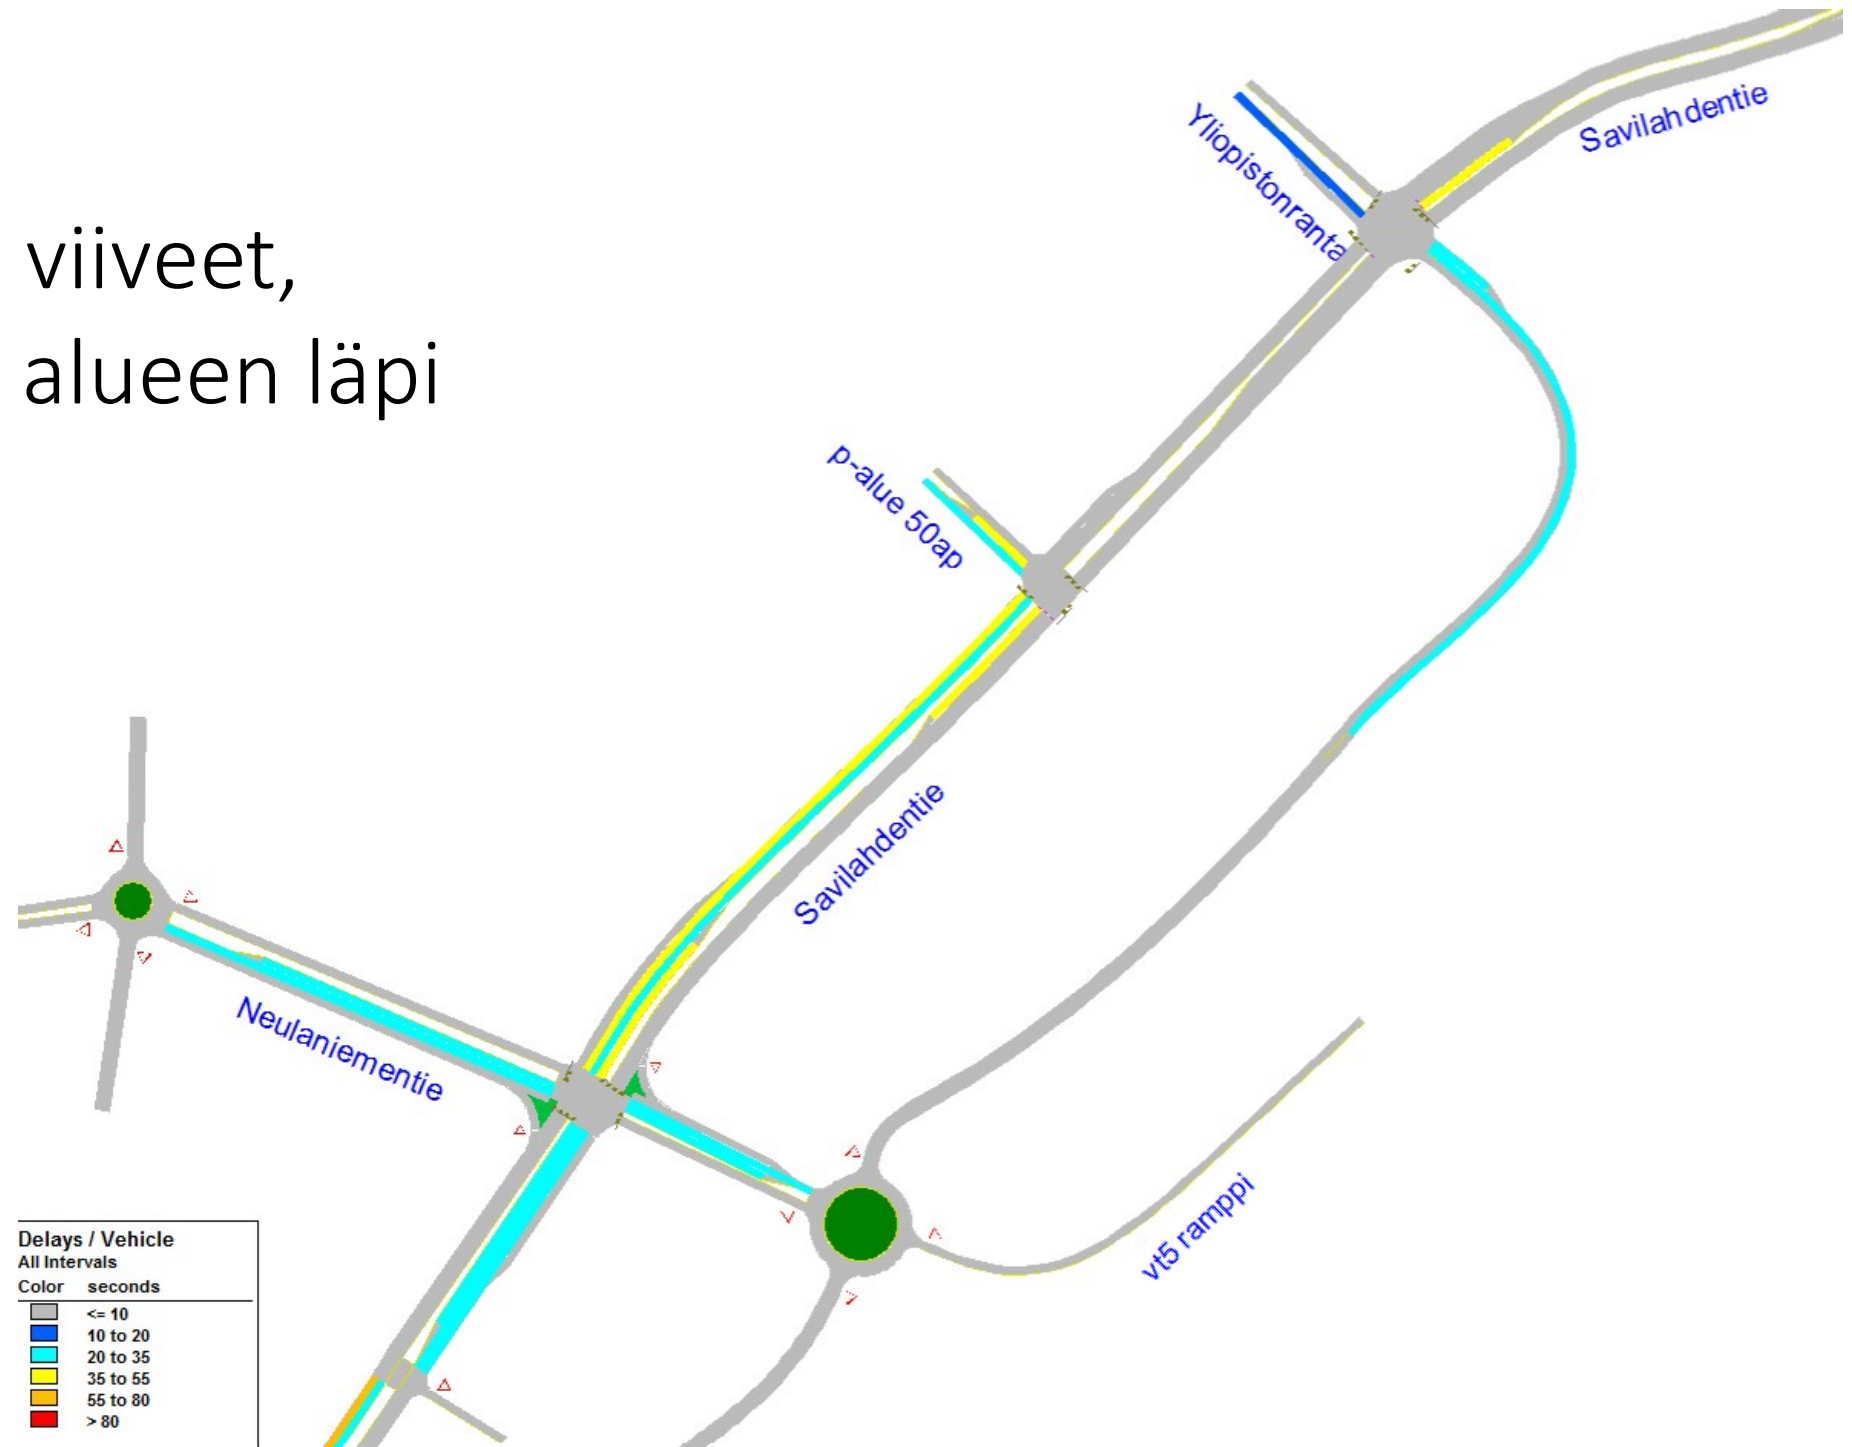 viiveet,
alueen läpi
Yliopistonranta
Savilahdentie
p-alue 50ap
Savilahdentie
Neulaniementie
vt5 ramppi
Delays / Vehicle
All Intervals
Color seconds
<= 10
10 to 20
20 to 35
35 to 55
55 to 80
> 80